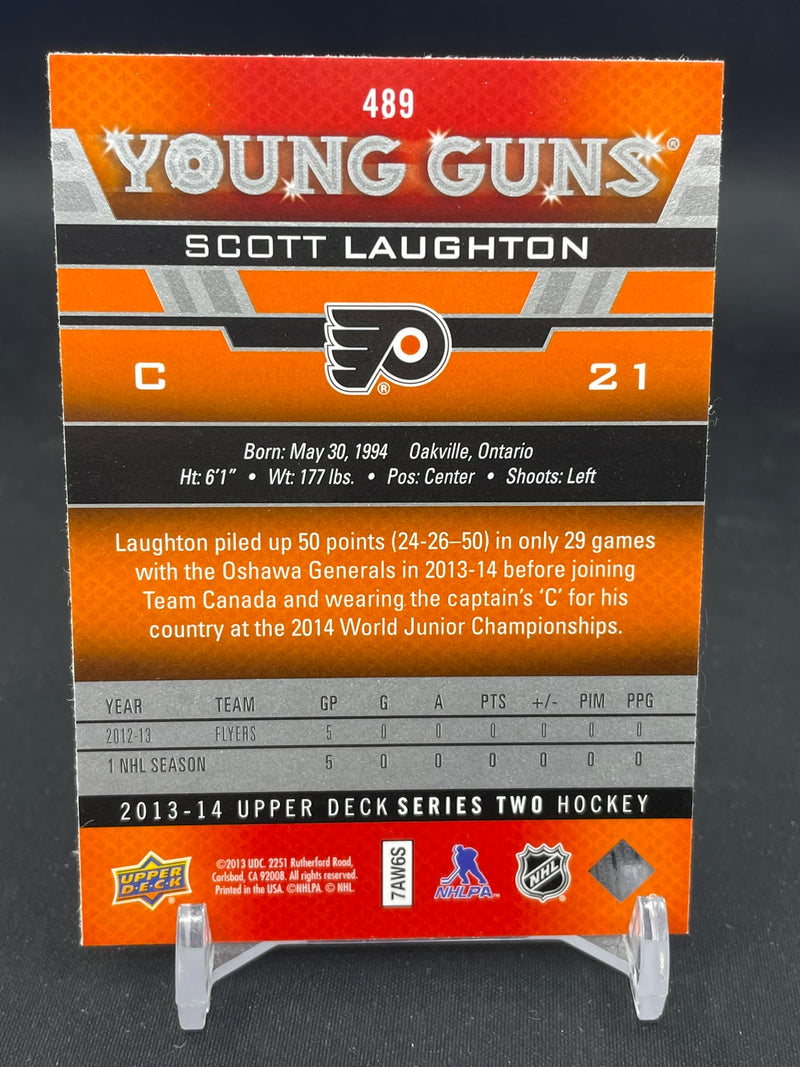 489
YOUNG GUNS®
SCOTT LAUGHTON
®
C 21
Born: May 30, 1994 Oakville, Ontario
Ht: 6'1" • Wt: 177 lbs. • Pos: Center • Shoots: Left
Laughton piled up 50 points (24-26–50) in only 29 games
with the Oshawa Generals in 2013-14 before joining
Team Canada and wearing the captain's 'C' for his
country at the 2014 World Junior Championships.
YEAR TEAM GP G A PTS +/- PIM PPG
2012-13 FLYERS 5 0 0 0 0 0 0
1 NHL SEASON 5 0 0 0 0 0 0
2013-14 UPPER DECK SERIES TWO HOCKEY
UPPER DECK®
©2013 UDC. 2251 Rutherford Road,
Carlsbad, CA 92008. All rights reserved.
Printed in the USA. ©NHLPA. © NHL.
7AW6S
NHLPA
NHL